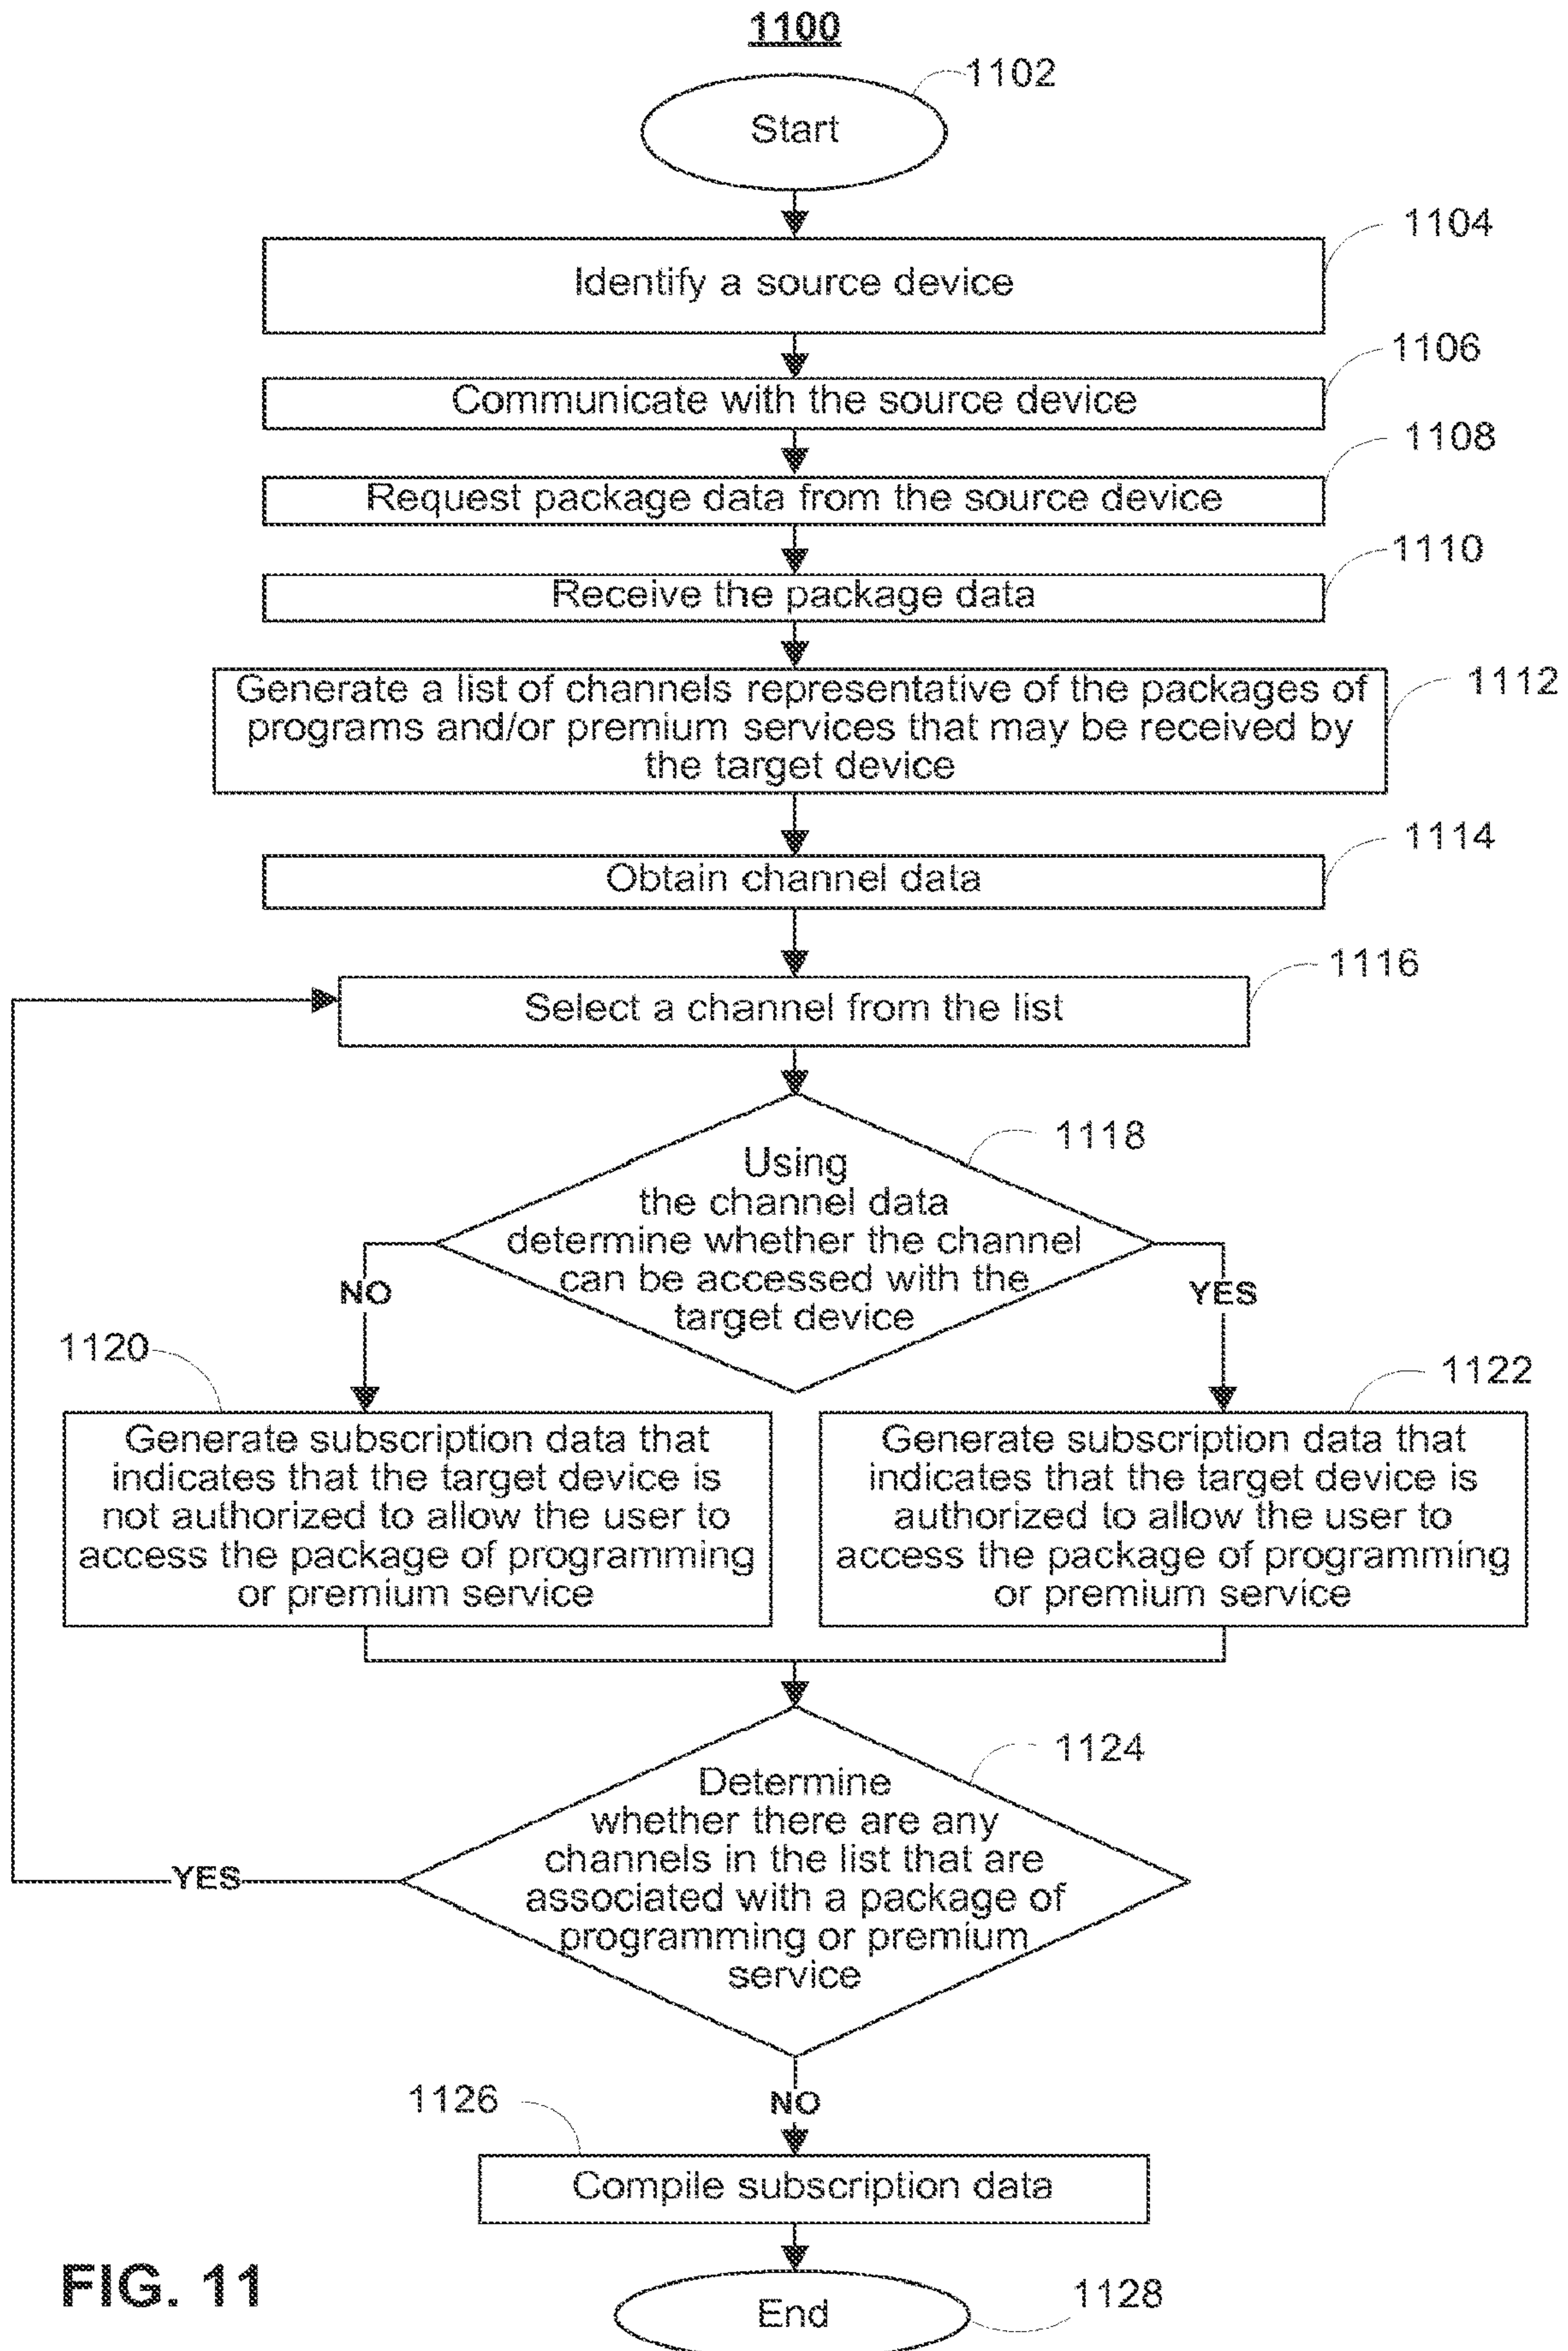 1100
1102
Start
1104
Identify a source device
1106
Communicate with the source device
1108
Request package data from the source device
1110
Receive the package data
1112
Generate a list of channels representative of the packages of
programs and/or premium services that may be received by
the target device
1114
Obtain channel data
1116
Select a channel from the list
1118
Using
the channel data
determine whether the channel
can be accessed with the
target device
NO
YES
1120
Generate subscription data that
indicates that the target device is
not authorized to allow the user to
access the package of programming
or premium service
1122
Generate subscription data that
indicates that the target device is
authorized to allow the user to
access the package of programming
or premium service
1124
Determine
whether there are any
channels in the list that are
associated with a package of
programming or premium
service
YES
NO
1126
Compile subscription data
1128
End
FIG. 11